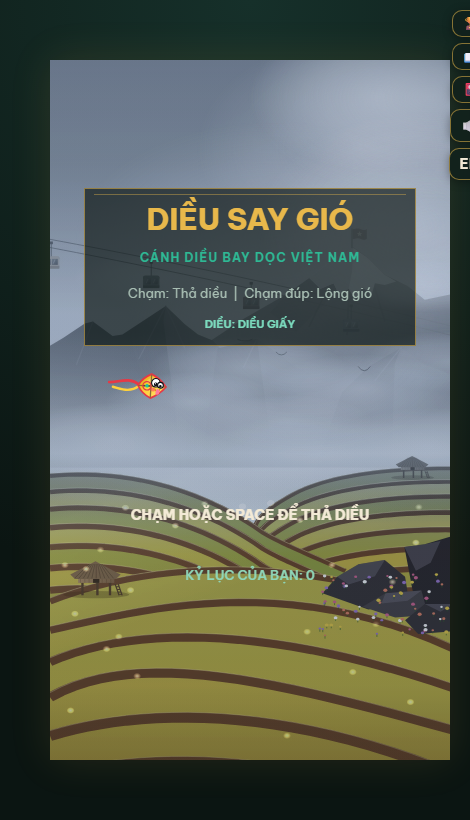 DIỀU SAY GIÓ
CÁNH DIỀU BAY DỌC VIỆT NAM
Chạm: Thả diều | Chạm đúp: Lộng gió
DIỀU: DIỀU GIẤY
CHẠM HOẶC SPACE ĐỂ THẢ DIỀU
KỶ LỤC CỦA BẠN: 0